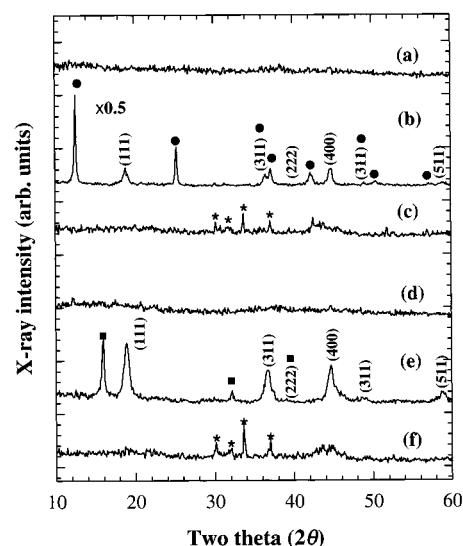 (a)
×0.5
(b)
(111)
(311)
(222)
(400)
(311)
(511)
(c)
(d)
(e)
(111)
(311)
(222)
(400)
(311)
(511)
(f)
X-ray intensity (arb. units)
10 20 30 40 50 60
Two theta (2θ)